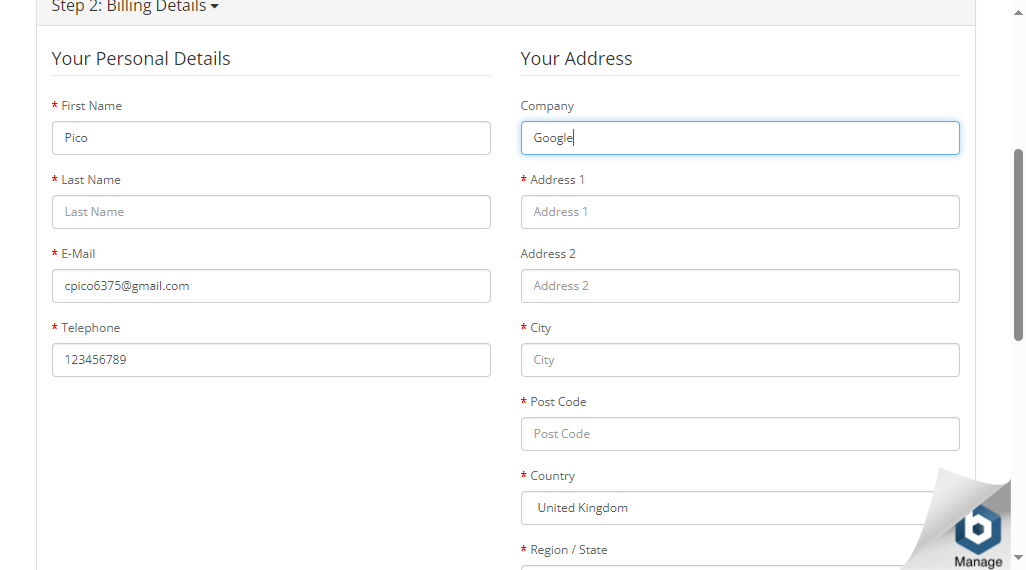 Step 2: Billing Details
Your Personal Details
* First Name
Pico
* Last Name
Last Name
* E-Mail
cpico6375@gmail.com
* Telephone
123456789
Your Address
Company
Google
* Address 1
Address 1
Address 2
Address 2
* City
City
* Post Code
Post Code
* Country
United Kingdom
* Region / State
b
Manage